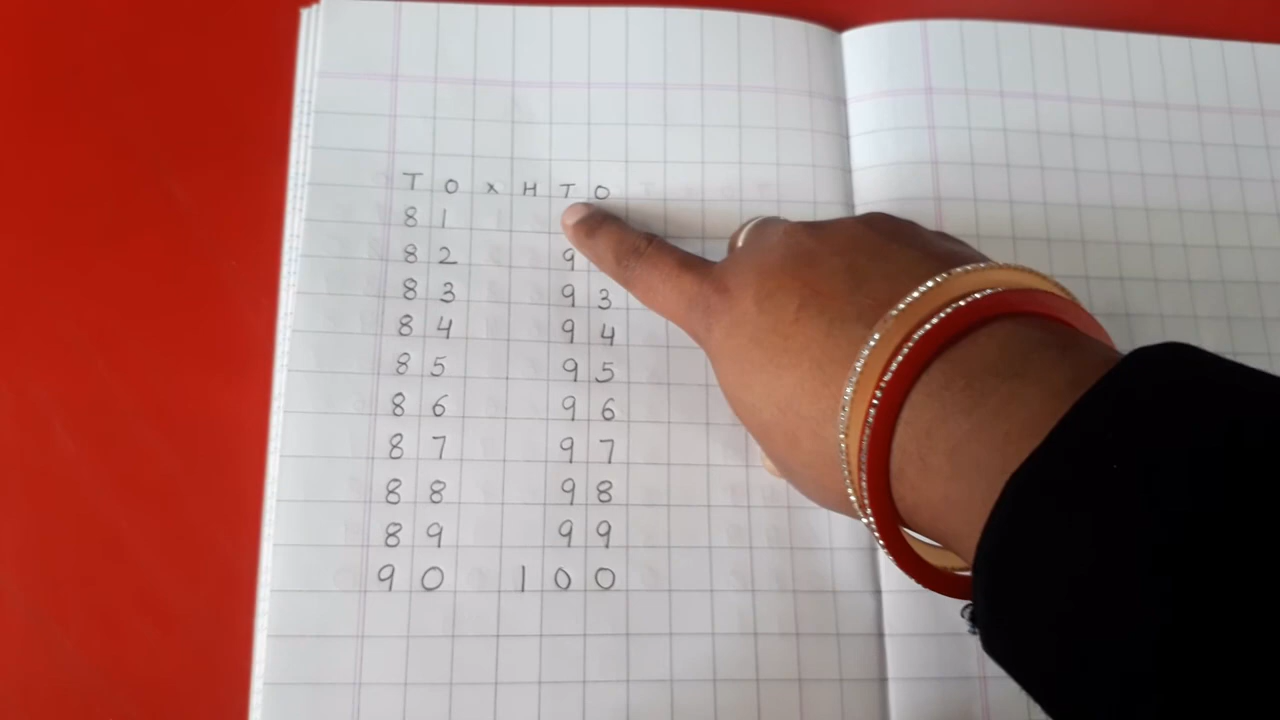 T O × H T O
8 1
8 2 9
8 3 9 3
8 4 9 4
8 5 9 5
8 6 9 6
8 7 9 7
8 8 9 8
8 9 9 9
9 0 1 0 0